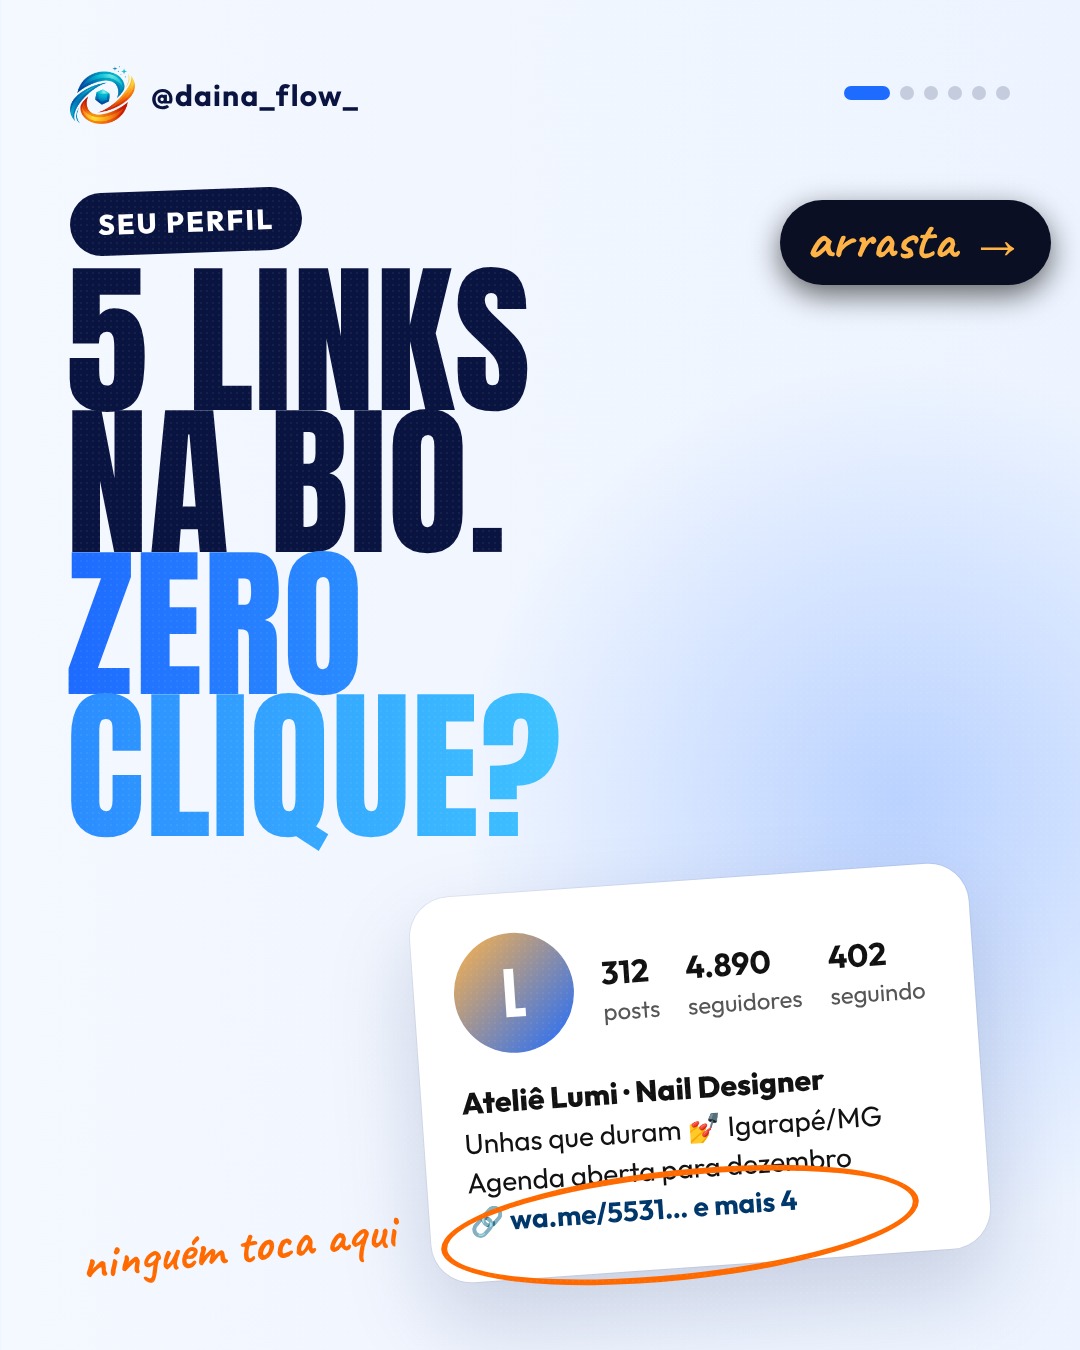 @daina_flow_
SEU PERFIL
arrasta →
5 LINKS
NA BIO.
ZERO
CLIQUE?
L
312 4.890 402
posts seguidores seguindo
Ateliê Lumi · Nail Designer
Unhas que duram 💅 Igarapé/MG
Agenda aberta para dezembro
🔗 wa.me/5531... e mais 4
ninguém toca aqui